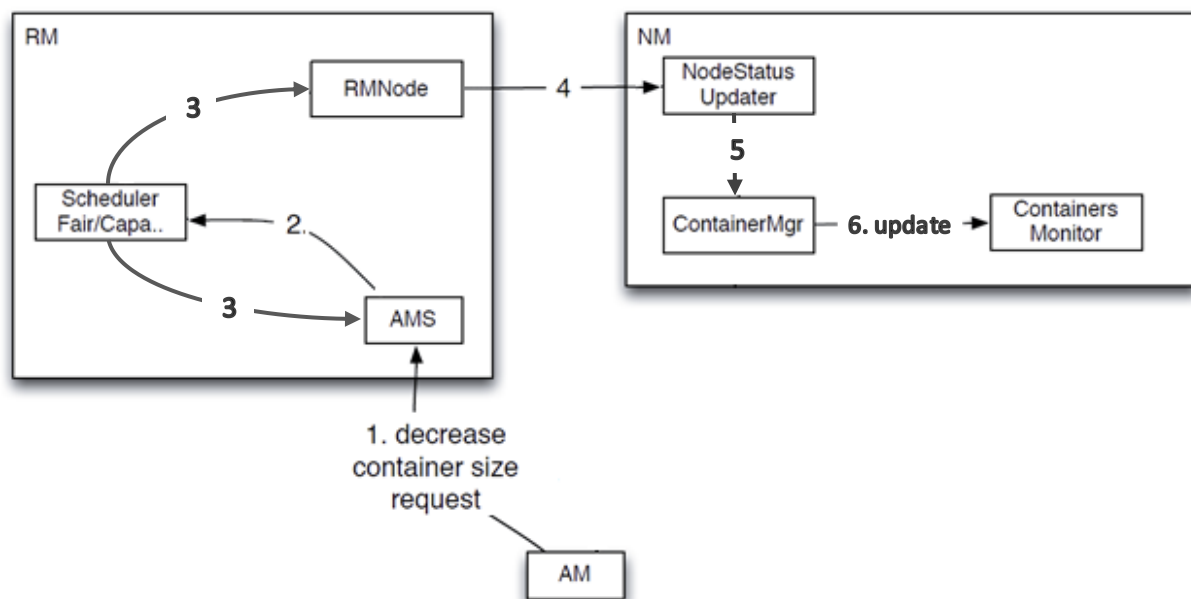 RM
RMNode
3
Scheduler
Fair/Capa..
2.
3
AMS
1. decrease
container size
request
AM
4
NM
NodeStatus
Updater
5
ContainerMgr
6. update
Containers
Monitor